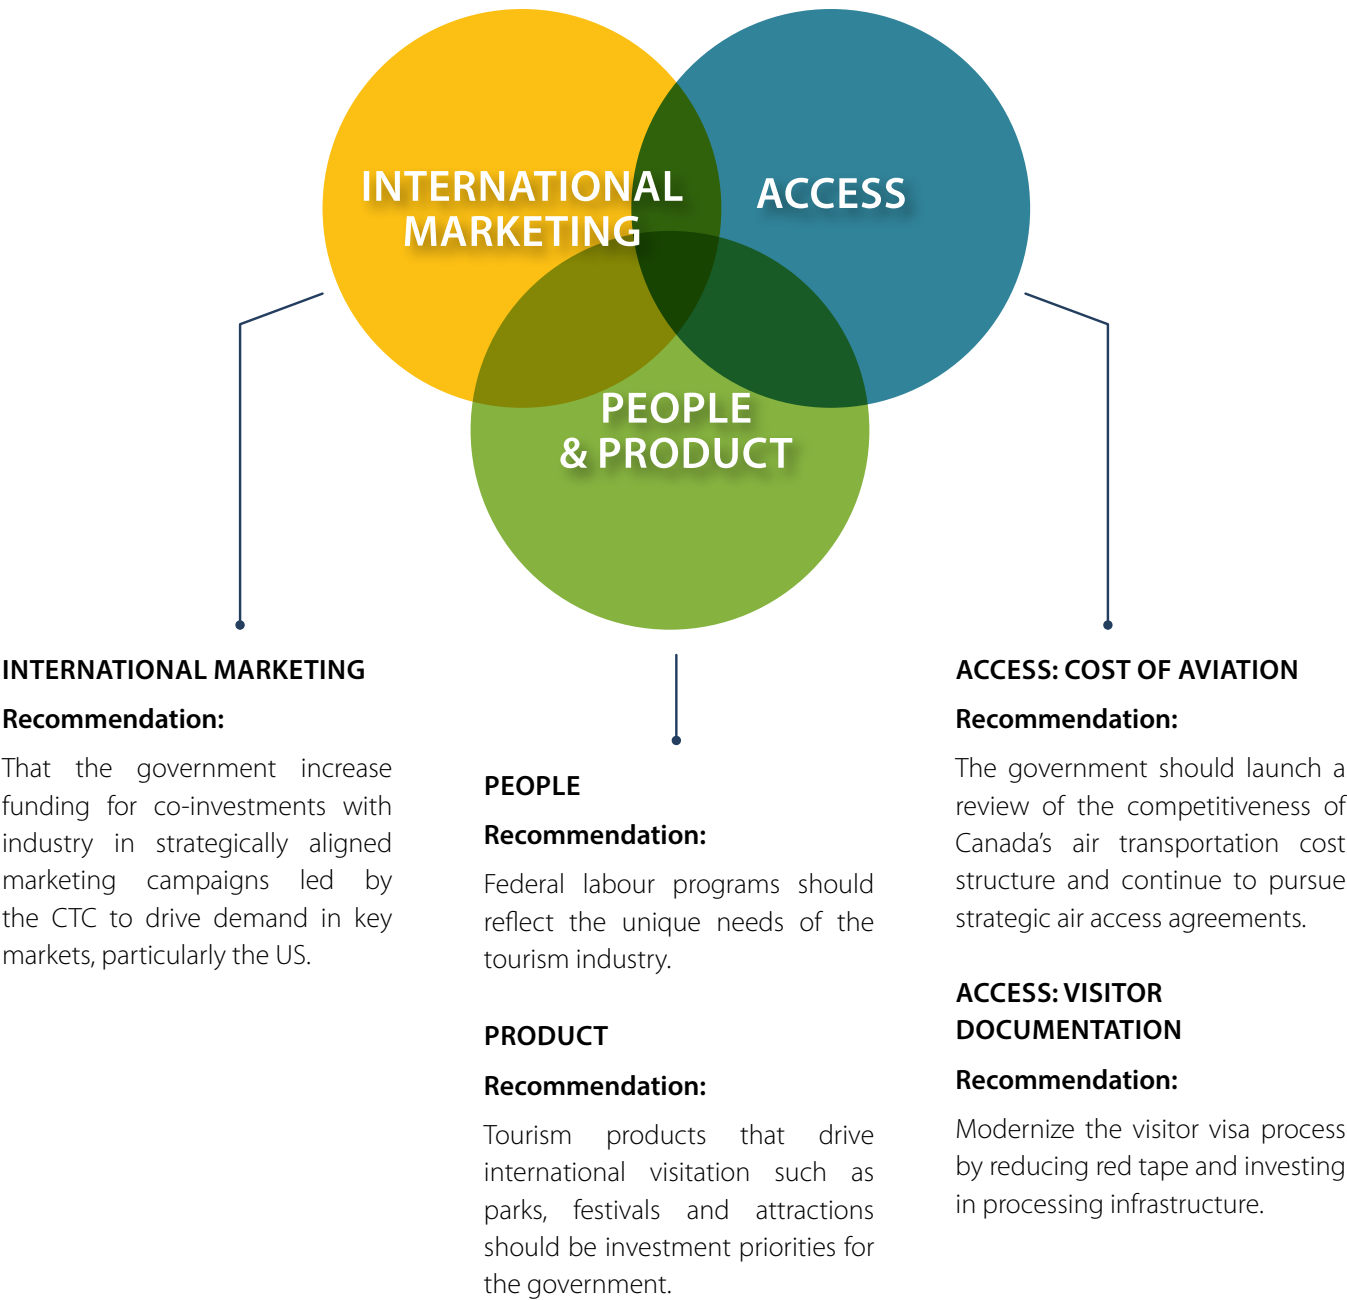 INTERNATIONAL
MARKETING
ACCESS
PEOPLE
& PRODUCT
INTERNATIONAL MARKETING
Recommendation:
That the government increase
funding for co-investments with
industry in strategically aligned
marketing campaigns led by
the CTC to drive demand in key
markets, particularly the US.
PEOPLE
Recommendation:
Federal labour programs should
reflect the unique needs of the
tourism industry.
PRODUCT
Recommendation:
Tourism products that drive
international visitation such as
parks, festivals and attractions
should be investment priorities for
the government.
ACCESS: COST OF AVIATION
Recommendation:
The government should launch a
review of the competitiveness of
Canada’s air transportation cost
structure and continue to pursue
strategic air access agreements.
ACCESS: VISITOR
DOCUMENTATION
Recommendation:
Modernize the visitor visa process
by reducing red tape and investing
in processing infrastructure.